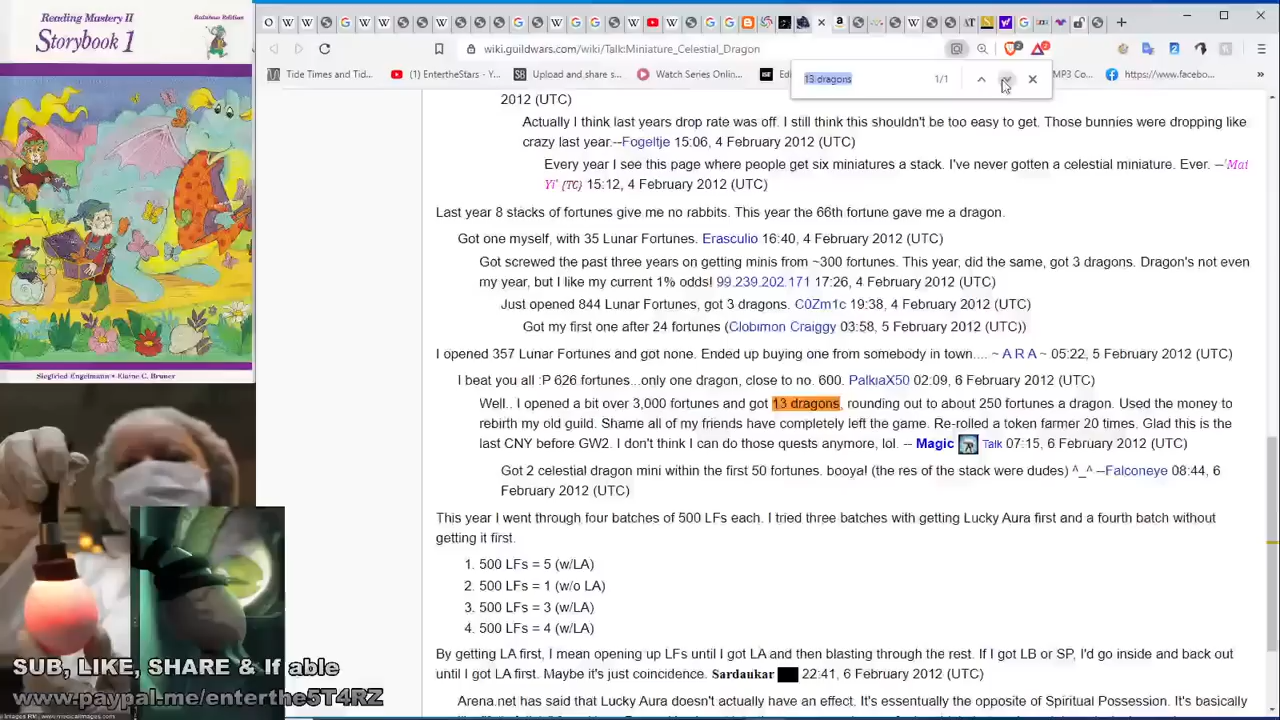 Reading Mastery II
Storybook 1
Rainbow Edition
Siegfried Engelmann • Elaine C. Bruner
wiki.guildwars.com/wiki/Talk:Miniature_Celestial_Dragon
13 dragons 1/1
Tide Times and Tid...
(UTC) EntertheStars - Y...
Upload and share s...
Watch Series Onlin...
MP3 Co...
https://www.facebo...
2012 (UTC)
Actually I think last years drop rate was off. I still think this shouldn't be too easy to get. Those bunnies were dropping like
crazy last year.--Fogeltje 15:06, 4 February 2012 (UTC)
Every year I see this page where people get six miniatures a stack. I've never gotten a celestial miniature. Ever. --'Mai
Yi' {TC} 15:12, 4 February 2012 (UTC)
Last year 8 stacks of fortunes give me no rabbits. This year the 66th fortune gave me a dragon.
Got one myself, with 35 Lunar Fortunes. Erasculio 16:40, 4 February 2012 (UTC)
Got screwed the past three years on getting minis from ~300 fortunes. This year, did the same, got 3 dragons. Dragon's not even
my year, but I like my current 1% odds! 99.239.202.171 17:26, 4 February 2012 (UTC)
Just opened 844 Lunar Fortunes, got 3 dragons. C0Zm1c 19:38, 4 February 2012 (UTC)
Got my first one after 24 fortunes (Clobimon Craiggy 03:58, 5 February 2012 (UTC))
I opened 357 Lunar Fortunes and got none. Ended up buying one from somebody in town.... ~ A R A ~ 05:22, 5 February 2012 (UTC)
I beat you all :P 626 fortunes...only one dragon, close to no. 600. PalkiaX50 02:09, 6 February 2012 (UTC)
Well.. I opened a bit over 3,000 fortunes and got 13 dragons, rounding out to about 250 fortunes a dragon. Used the money to
rebirth my old guild. Shame all of my friends have completely left the game. Re-rolled a token farmer 20 times. Glad this is the
last CNY before GW2. I don't think I can do those quests anymore, lol. -- Magic Talk 07:15, 6 February 2012 (UTC)
Got 2 celestial dragon mini within the first 50 fortunes. booya! (the res of the stack were dudes) ^_^ --Falconeye 08:44, 6
February 2012 (UTC)
This year I went through four batches of 500 LFs each. I tried three batches with getting Lucky Aura first and a fourth batch without
getting it first.
1. 500 LFs = 5 (w/LA)
2. 500 LFs = 1 (w/o LA)
3. 500 LFs = 3 (w/LA)
4. 500 LFs = 4 (w/LA)
By getting LA first, I mean opening up LFs until I got LA and then blasting through the rest. If I got LB or SP, I'd go inside and back out
until I got LA first. Maybe it's just coincidence. Sardaukar 22:41, 6 February 2012 (UTC)
Arena.net has said that Lucky Aura doesn't actually have an effect. It's essentially the opposite of Spiritual Possession. It's basically
SUB, LIKE, SHARE & If able
www.paypal.me/enterthe5T4RZ